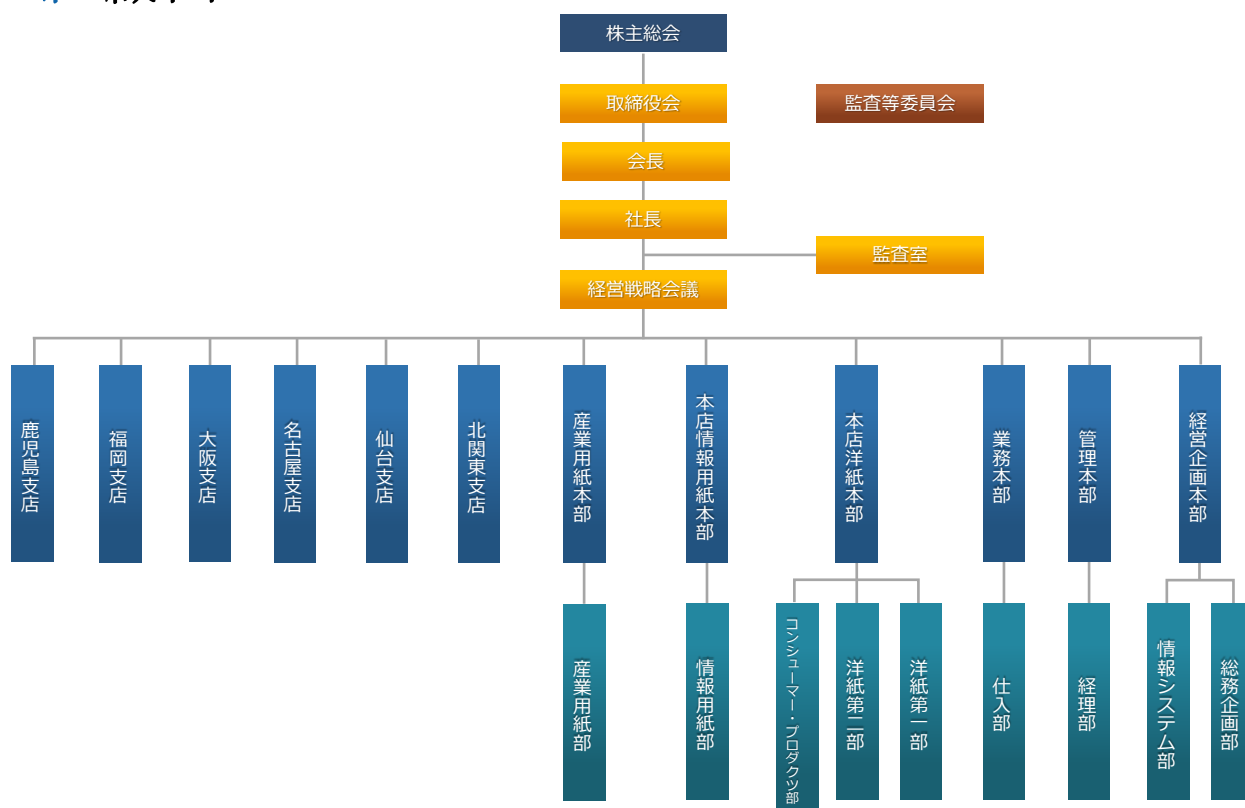 株主総会
取締役会
監査等委員会
会長
社長
監査室
経営戦略会議
鹿児島支店
福岡支店
大阪支店
名古屋支店
仙台支店
北関東支店
産業用紙本部
本店情報用紙本部
本店洋紙本部
業務本部
管理本部
経営企画本部
産業用紙部
情報用紙部
コンシューマー・プロダクツ部
洋紙第二部
洋紙第一部
仕入部
経理部
情報システム部
総務企画部